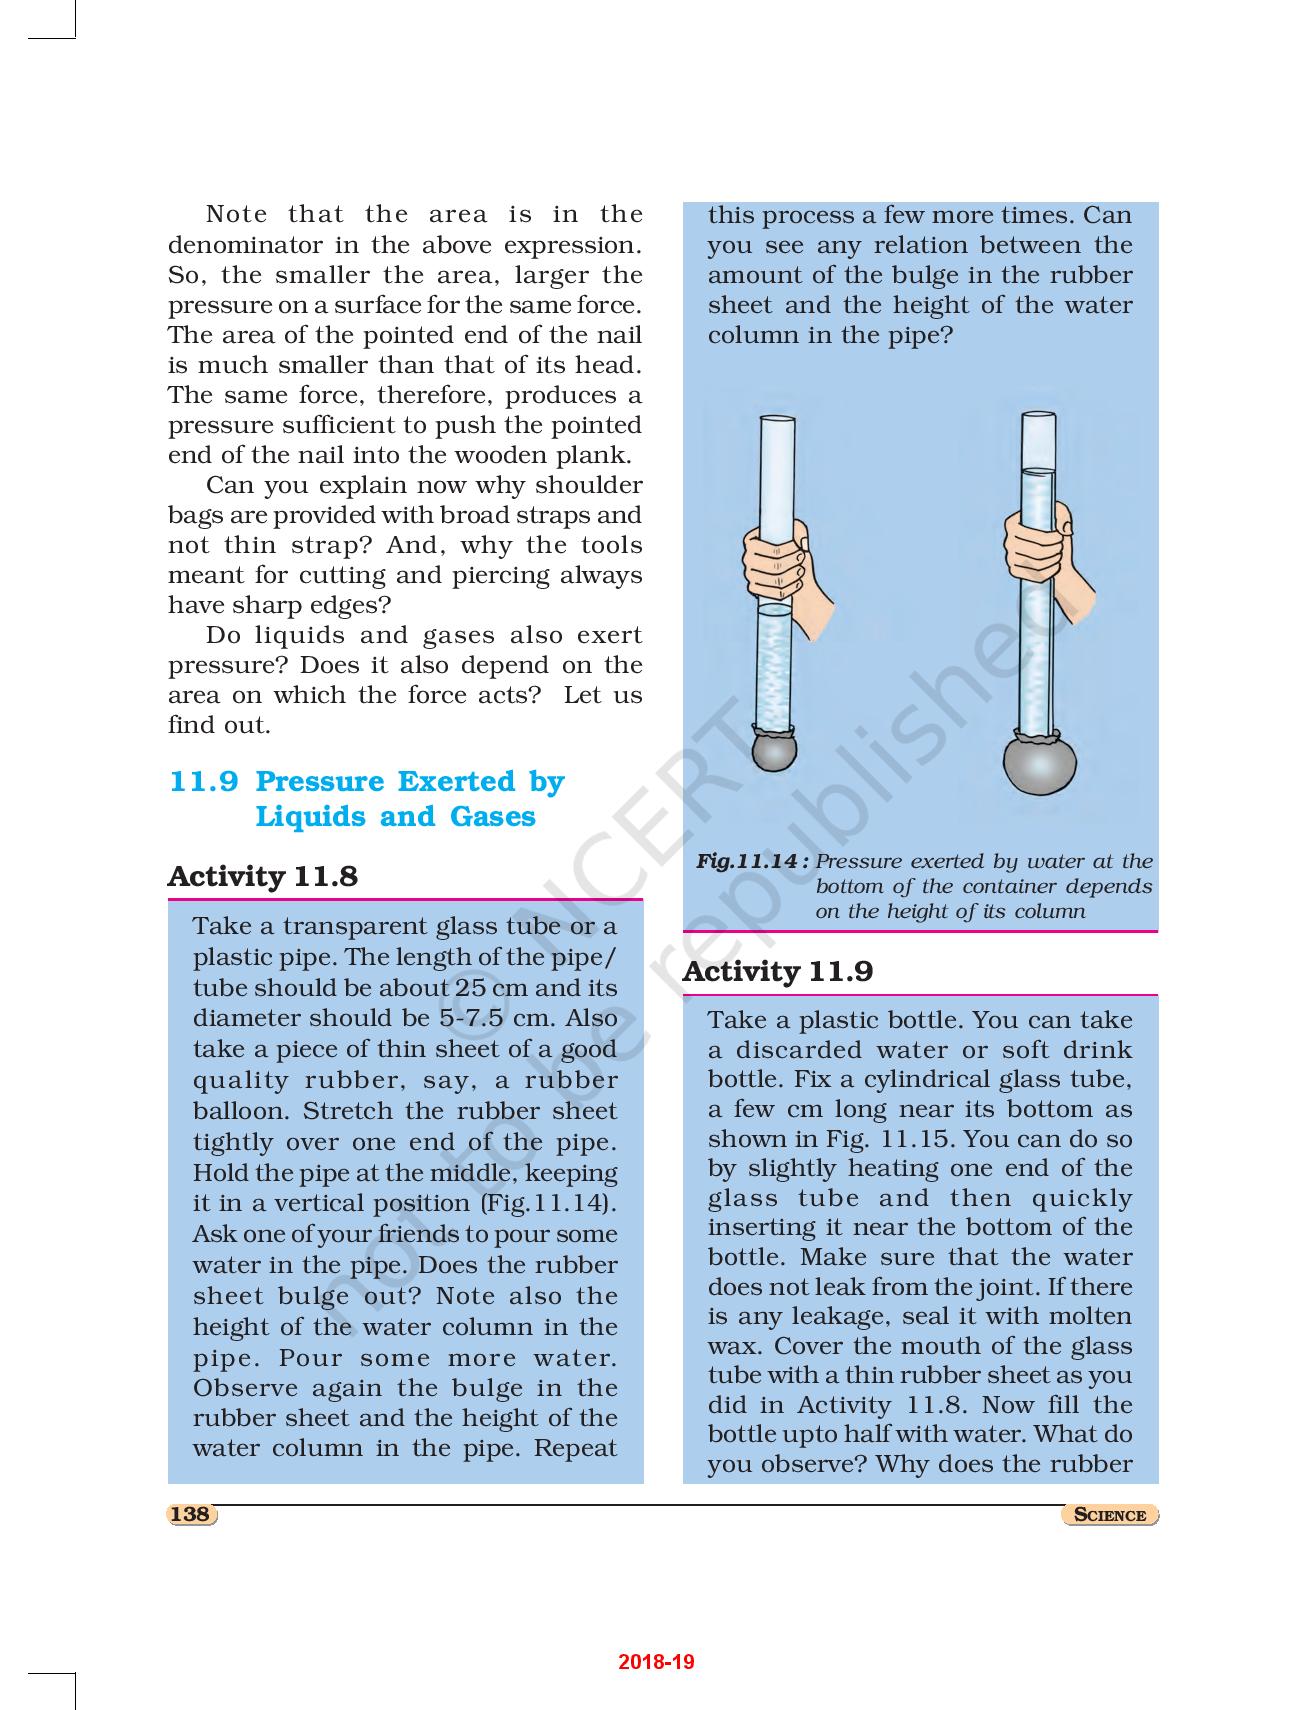 Note that the area is in the
denominator in the above expression.
So, the smaller the area, larger the
pressure on a surface for the same force.
The area of the pointed end of the nail
is much smaller than that of its head.
The same force, therefore, produces a
pressure sufficient to push the pointed
end of the nail into the wooden plank.
Can you explain now why shoulder
bags are provided with broad straps and
not thin strap? And, why the tools
meant for cutting and piercing always
have sharp edges?
Do liquids and gases also exert
pressure? Does it also depend on the
area on which the force acts? Let us
find out.
11.9 Pressure Exerted by
Liquids and Gases
Activity 11.8
Take a transparent glass tube or a
plastic pipe. The length of the pipe/
tube should be about 25 cm and its
diameter should be 5-7.5 cm. Also
take a piece of thin sheet of a good
quality rubber, say, a rubber
balloon. Stretch the rubber sheet
tightly over one end of the pipe.
Hold the pipe at the middle, keeping
it in a vertical position (Fig.11.14).
Ask one of your friends to pour some
water in the pipe. Does the rubber
sheet bulge out? Note also the
height of the water column in the
pipe. Pour some more water.
Observe again the bulge in the
rubber sheet and the height of the
water column in the pipe. Repeat
this process a few more times. Can
you see any relation between the
amount of the bulge in the rubber
sheet and the height of the water
column in the pipe?
Fig.11.14 : Pressure exerted by water at the
bottom of the container depends
on the height of its column
Activity 11.9
Take a plastic bottle. You can take
a discarded water or soft drink
bottle. Fix a cylindrical glass tube,
a few cm long near its bottom as
shown in Fig. 11.15. You can do so
by slightly heating one end of the
glass tube and then quickly
inserting it near the bottom of the
bottle. Make sure that the water
does not leak from the joint. If there
is any leakage, seal it with molten
wax. Cover the mouth of the glass
tube with a thin rubber sheet as you
did in Activity 11.8. Now fill the
bottle upto half with water. What do
you observe? Why does the rubber
© NCERT
not to be republished
138
SCIENCE
2018-19